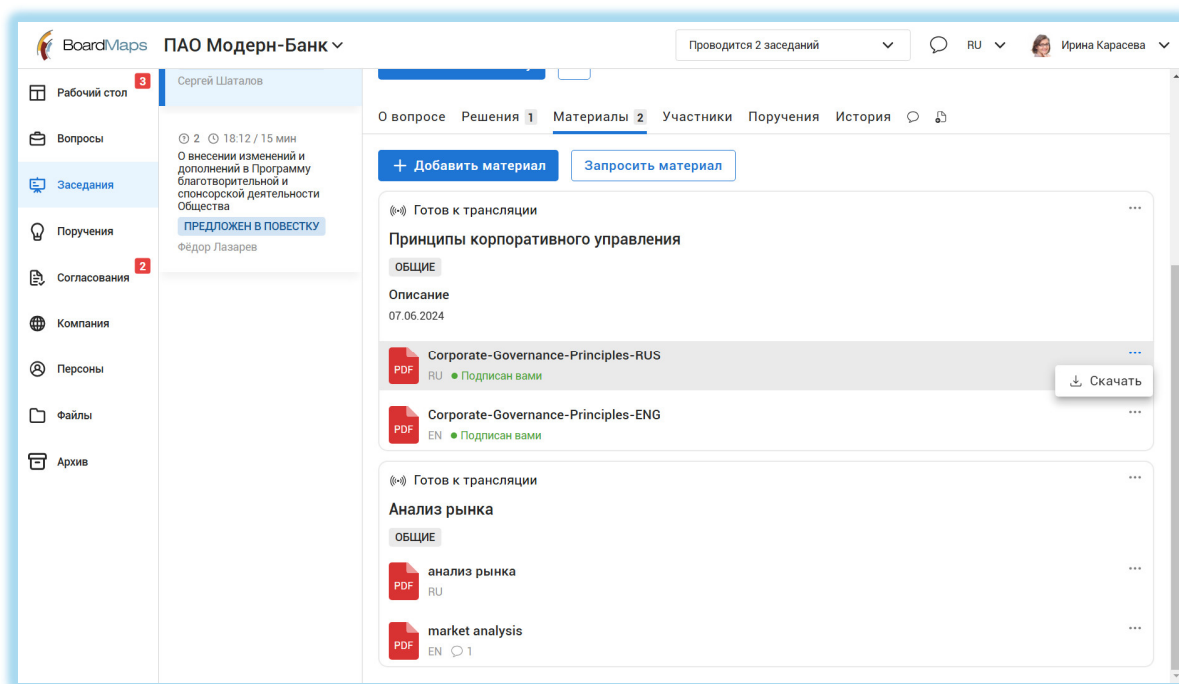 BoardMaps
ПАО Модерн-Банк
Проводится 2 заседаний
RU
Ирина Карасева
Рабочий стол
3
Вопросы
Заседания
Поручения
Согласования
2
Компания
Персоны
Файлы
Архив
Сергей Шаталов
2 18:12 / 15 мин
О внесении изменений и
дополнений в Программу
благотворительной и
спонсорской деятельности
Общества
ПРЕДЛОЖЕН В ПОВЕСТКУ
Фёдор Лазарев
О вопросе Решения 1 Материалы 2 Участники Поручения История
+ Добавить материал Запросить материал
Готов к трансляции
Принципы корпоративного управления
ОБЩИЕ
Описание
07.06.2024
PDF
Corporate-Governance-Principles-RUS
RU • Подписан вами
Скачать
PDF
Corporate-Governance-Principles-ENG
EN • Подписан вами
Готов к трансляции
Анализ рынка
ОБЩИЕ
PDF
анализ рынка
RU
PDF
market analysis
EN 1